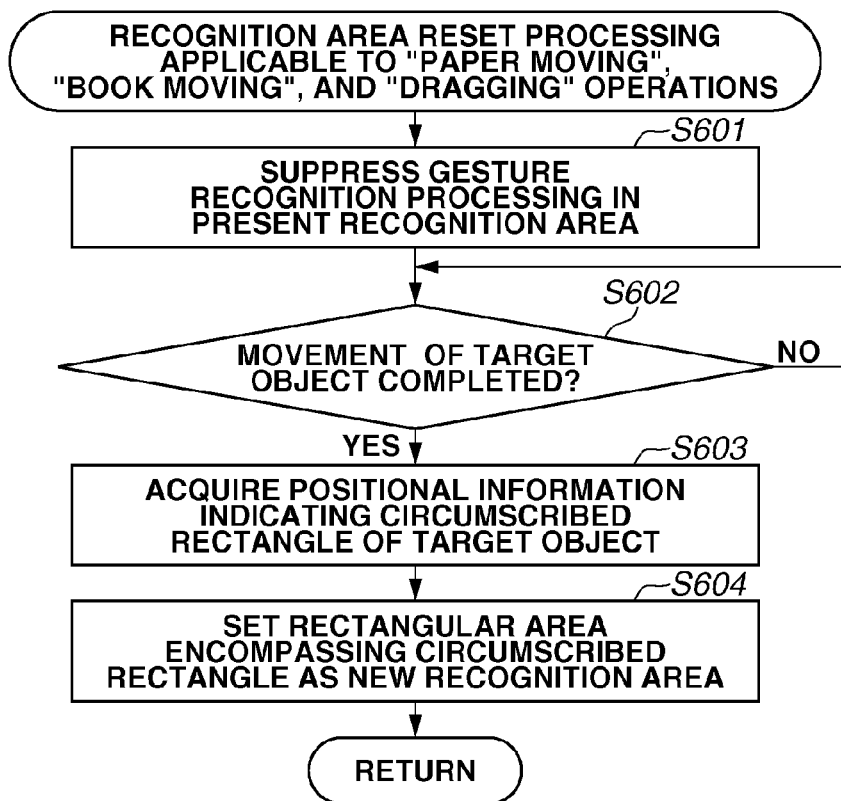 RECOGNITION AREA RESET PROCESSING
APPLICABLE TO "PAPER MOVING",
"BOOK MOVING", AND "DRAGGING" OPERATIONS
S601
SUPPRESS GESTURE
RECOGNITION PROCESSING IN
PRESENT RECOGNITION AREA
S602
MOVEMENT OF TARGET
OBJECT COMPLETED?
NO
YES
S603
ACQUIRE POSITIONAL INFORMATION
INDICATING CIRCUMSCRIBED
RECTANGLE OF TARGET OBJECT
S604
SET RECTANGULAR AREA
ENCOMPASSING CIRCUMSCRIBED
RECTANGLE AS NEW RECOGNITION AREA
RETURN